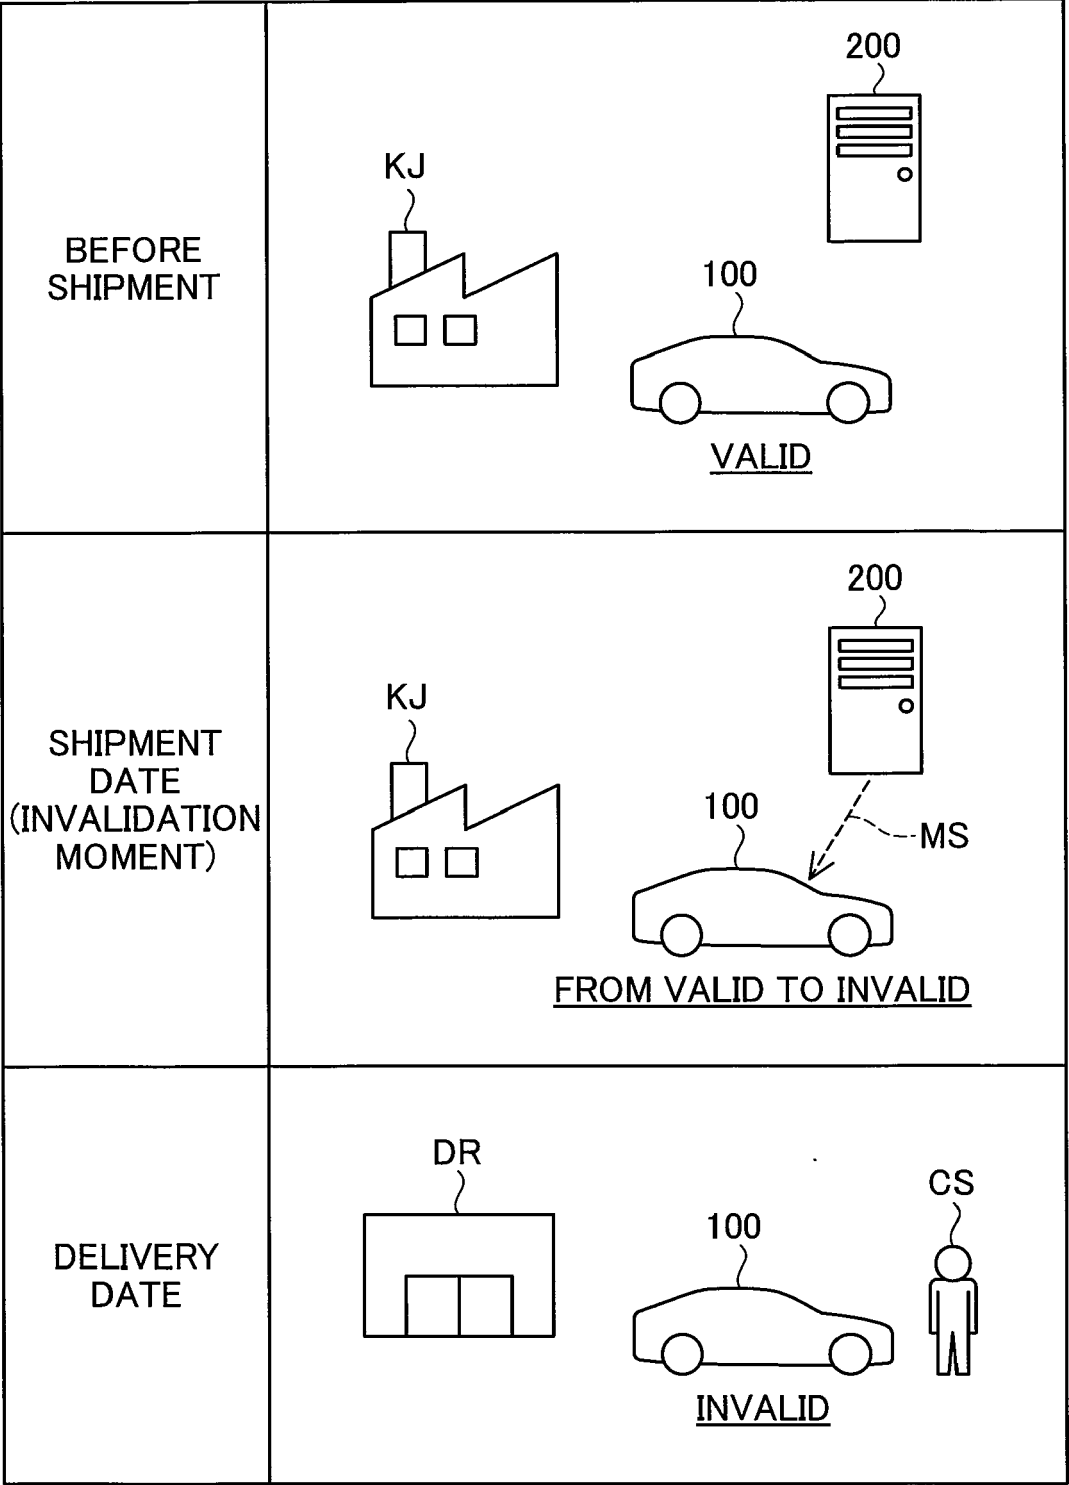 BEFORE
SHIPMENT
200
KJ
100
VALID
SHIPMENT
DATE
(INVALIDATION
MOMENT)
200
KJ
100
MS
FROM VALID TO INVALID
DELIVERY
DATE
DR
CS
100
INVALID